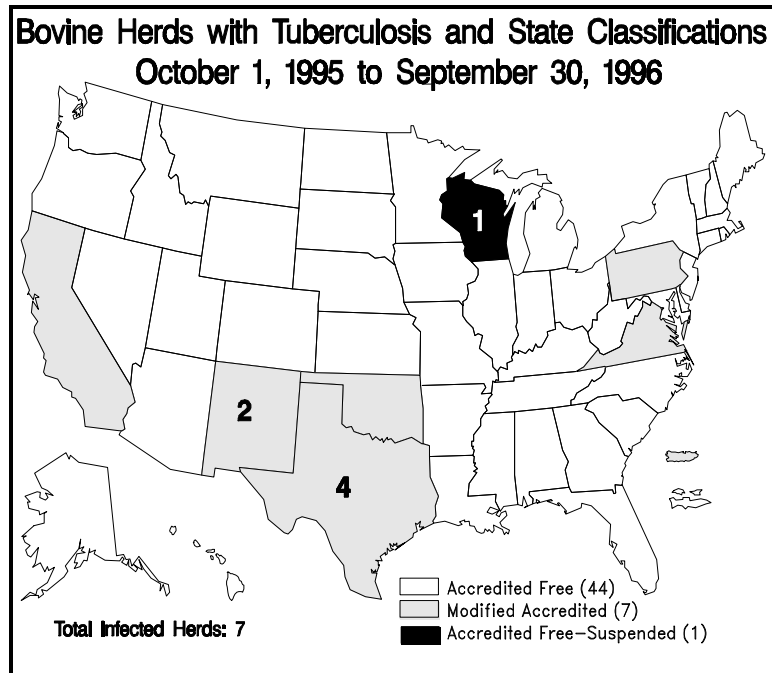 Bovine Herds with Tuberculosis and State Classifications
October 1, 1995 to September 30, 1996
1
2
4
Accredited Free (44)
Modified Accredited (7)
Accredited Free-Suspended (1)
Total Infected Herds: 7